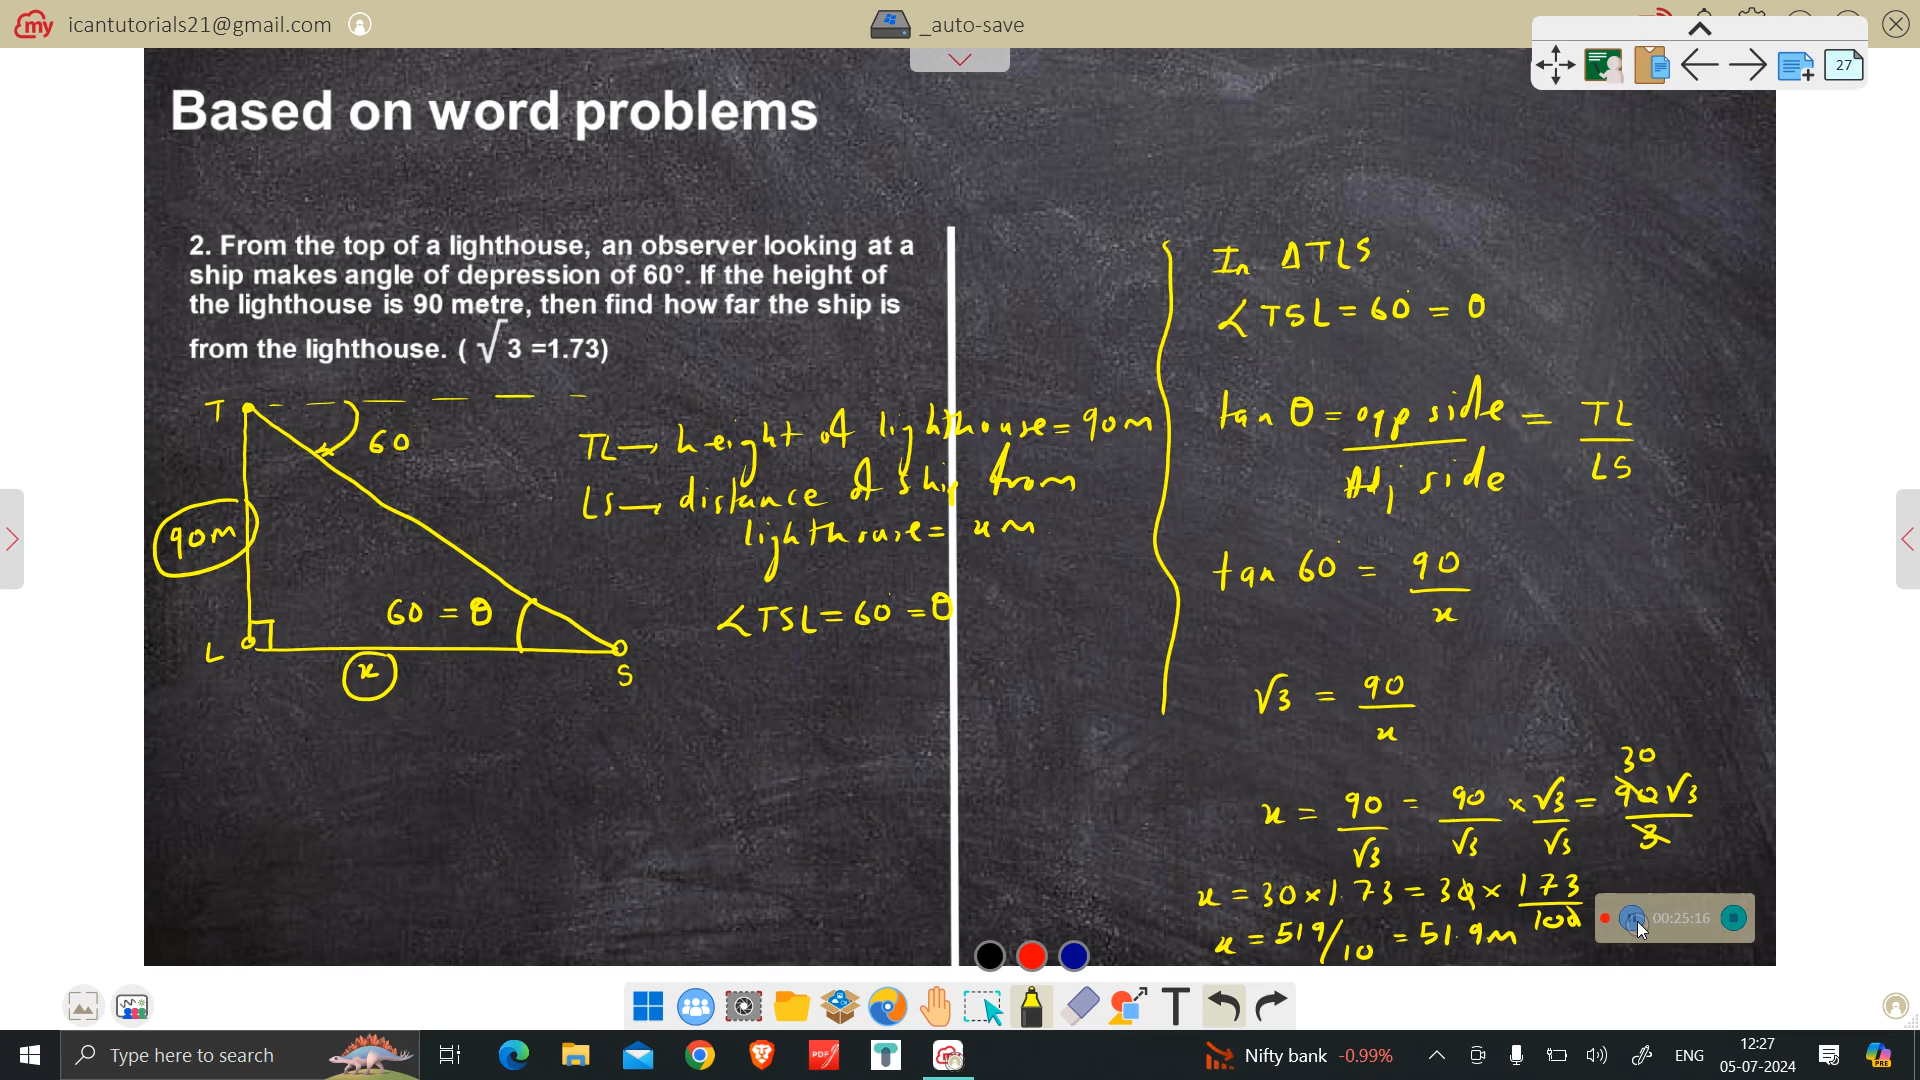 icantutorials21@gmail.com
_auto-save
27
Based on word problems
2. From the top of a lighthouse, an observer looking at a
ship makes angle of depression of 60°. If the height of
the lighthouse is 90 metre, then find how far the ship is
from the lighthouse. ( √3 =1.73)
T
60°
90m
60° = θ
L
x
S
TL → height of lighthouse = 90m
LS → distance of ship from
lighthouse = x m
∠TSL = 60° = θ
In ΔTLS
∠TSL = 60° = θ
tan θ = opp side / Adj side = TL / LS
tan 60° = 90 / x
√3 = 90 / x
x = 90 / √3 = 90 / √3 × √3 / √3 = 90√3 / 3
30
x = 30 × 1.73 = 30 × 173 / 100
x = 519/10 = 51.9m
00:25:16
Type here to search
PDF
Nifty bank -0.99%
ENG
12:27
05-07-2024
PRE